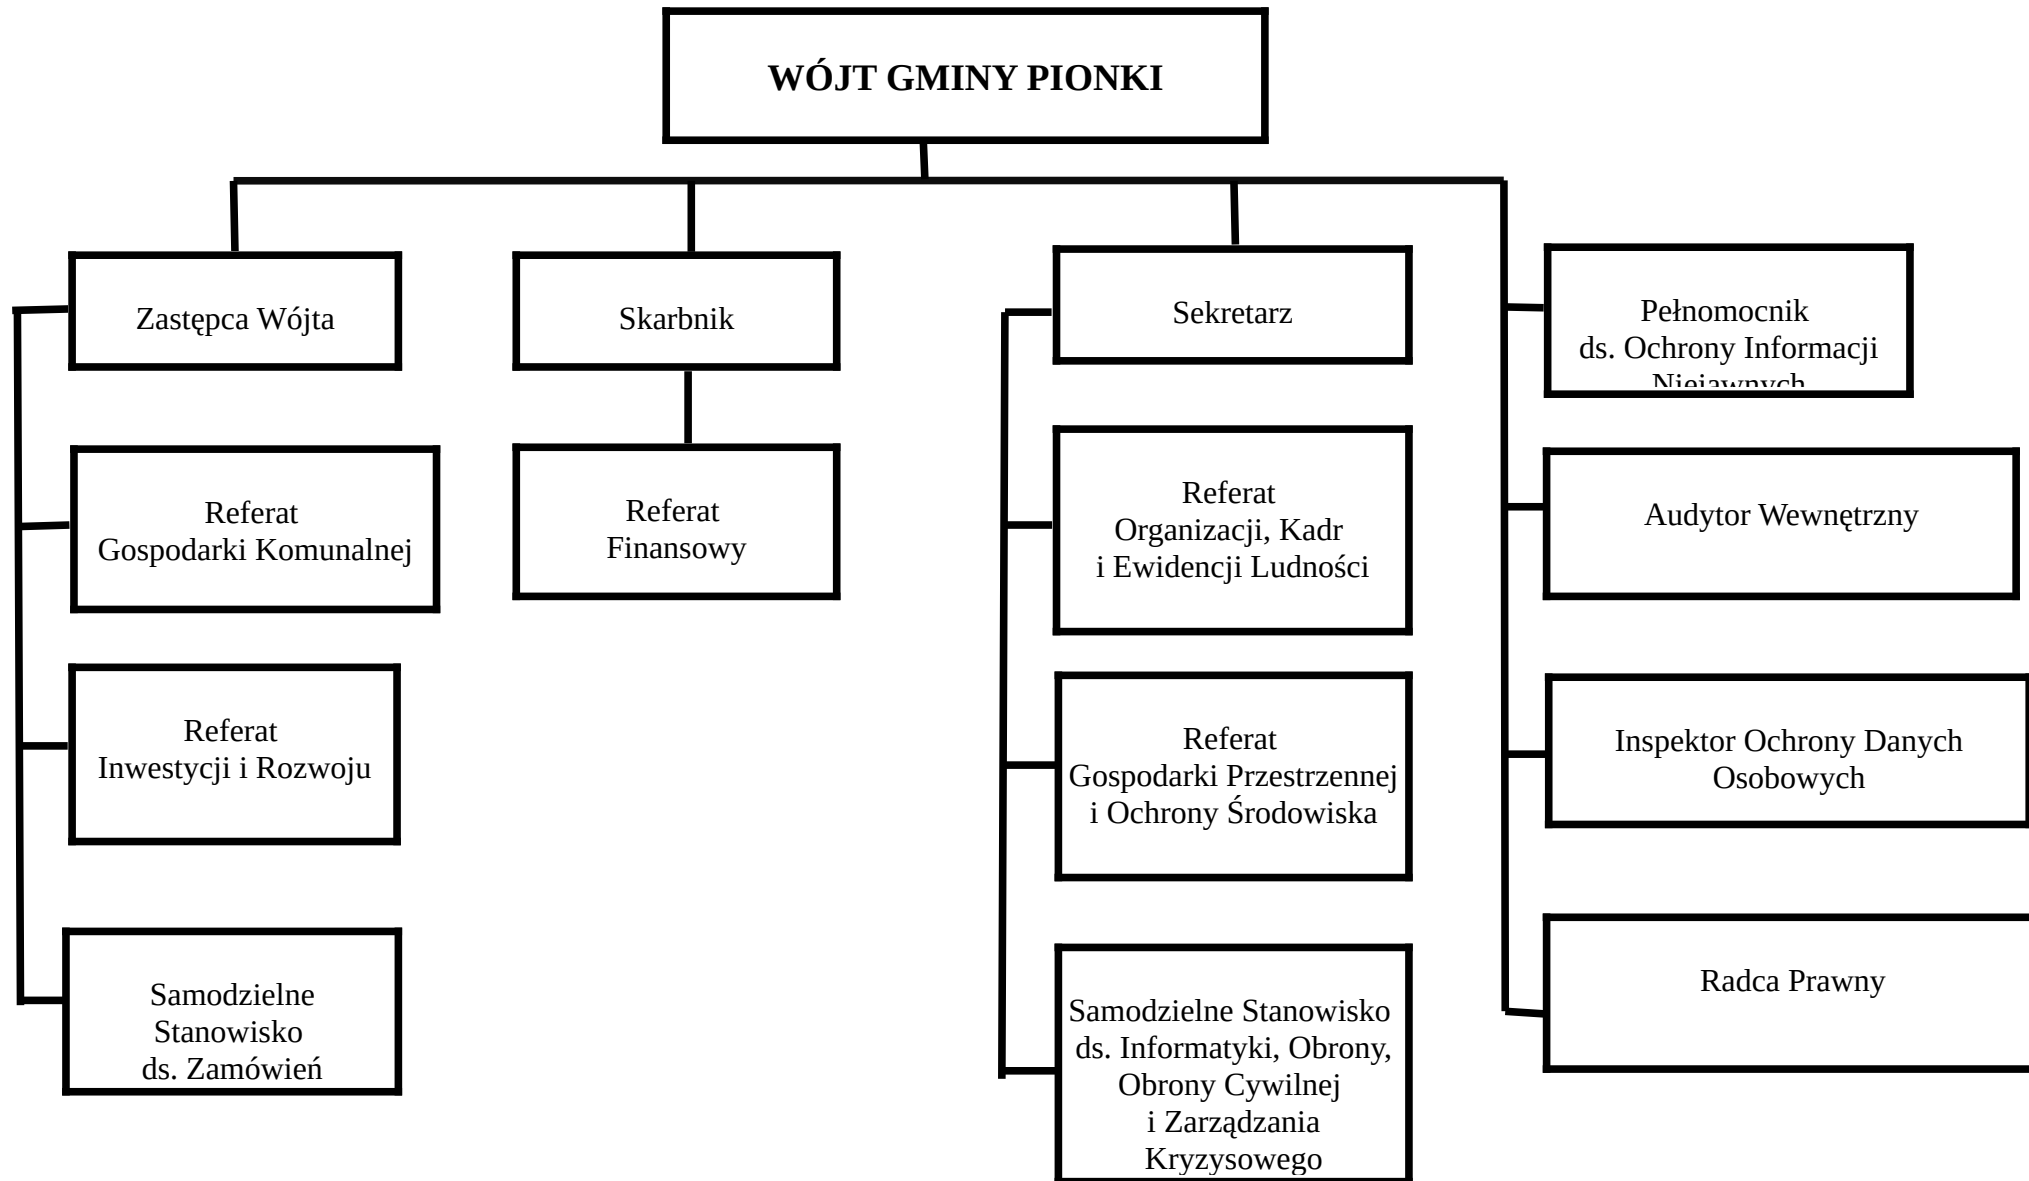 WÓJT GMINY PIONKI
Zastępca Wójta
Skarbnik
Sekretarz
Pełnomocnik
ds. Ochrony Informacji
Niejawnych
Referat
Gospodarki Komunalnej
Referat
Finansowy
Referat
Organizacji, Kadr
i Ewidencji Ludności
Audytor Wewnętrzny
Referat
Inwestycji i Rozwoju
Referat
Gospodarki Przestrzennej
i Ochrony Środowiska
Inspektor Ochrony Danych
Osobowych
Samodzielne
Stanowisko
ds. Zamówień
Samodzielne Stanowisko
ds. Informatyki, Obrony,
Obrony Cywilnej
i Zarządzania
Kryzysowego
Radca Prawny